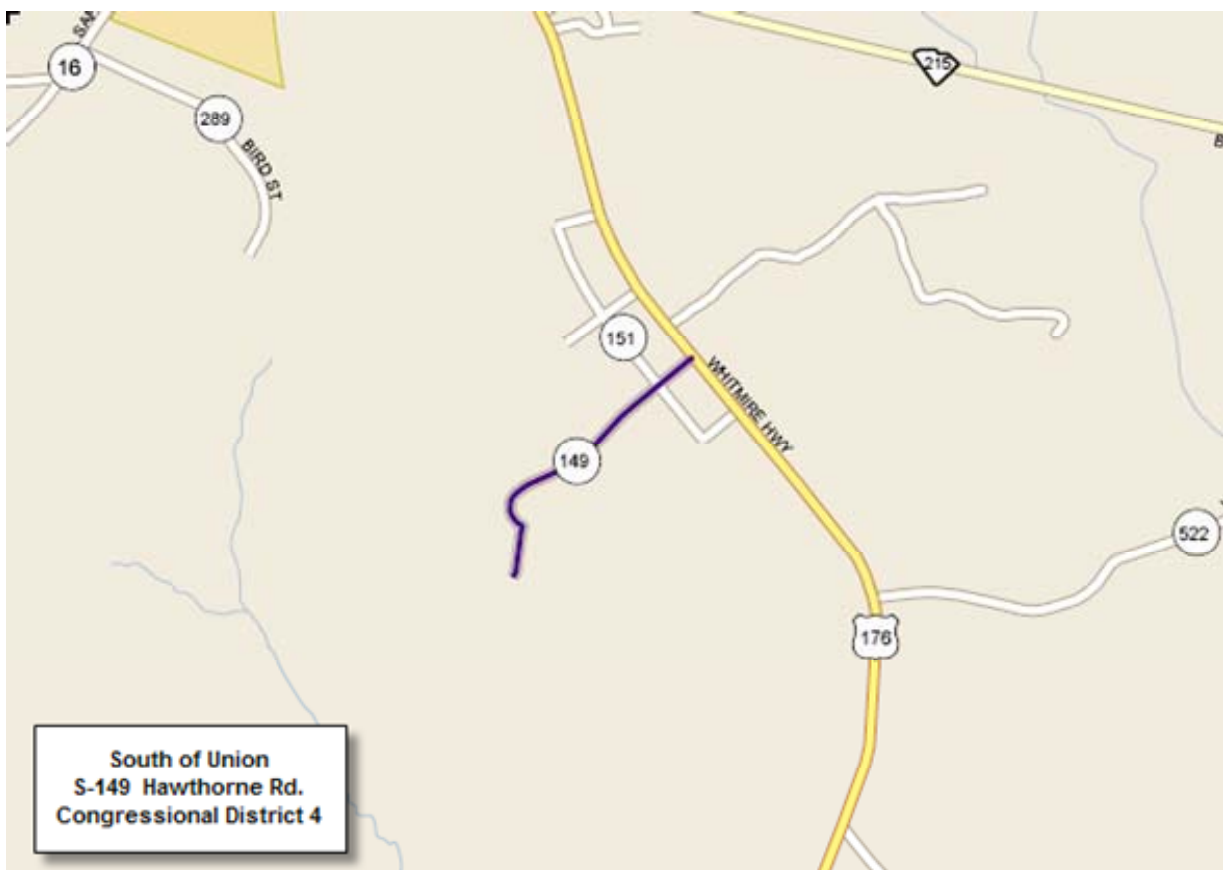 16
289
BIRD ST
215
151
WHITMIRE HWY
149
522
176
South of Union
S-149 Hawthorne Rd.
Congressional District 4